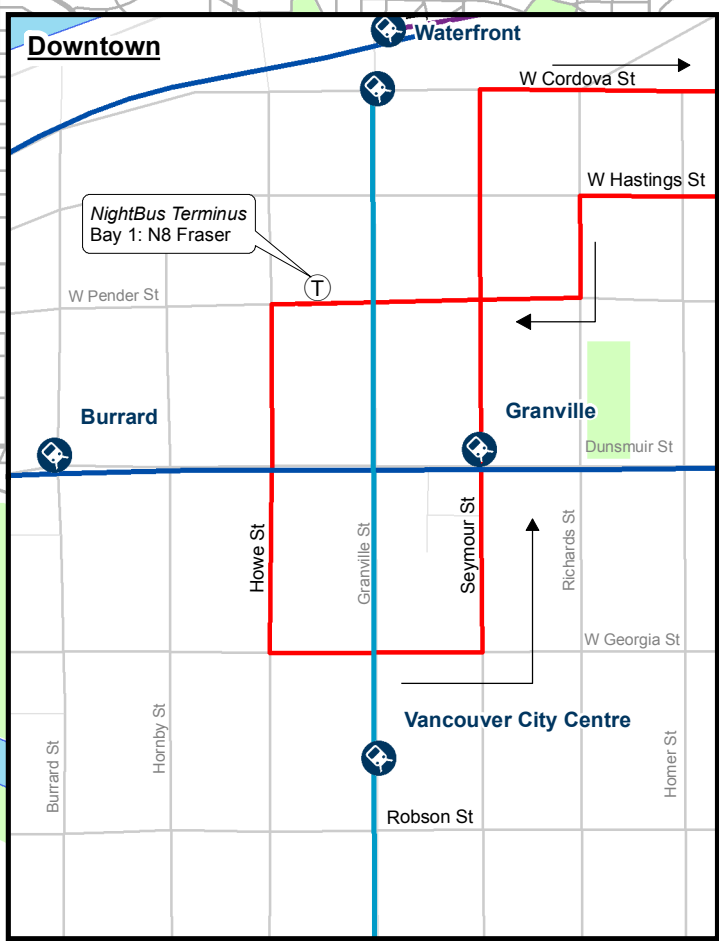 Downtown
Waterfront
W Cordova St
W Hastings St
NightBus Terminus
Bay 1: N8 Fraser
T
W Pender St
Burrard
Granville
Dunsmuir St
Howe St
Granville St
Seymour St
Richards St
W Georgia St
Vancouver City Centre
Burrard St
Hornby St
Homer St
Robson St